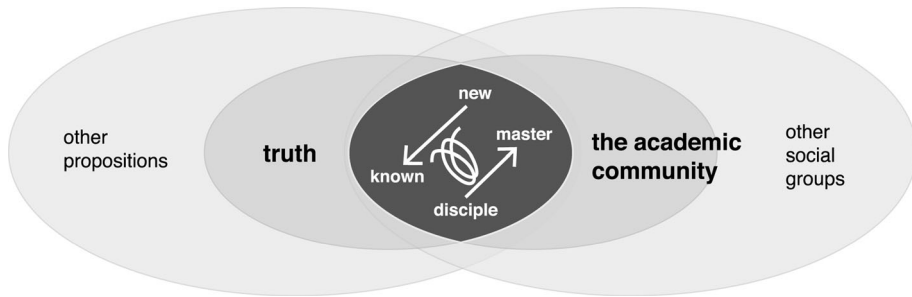 other
propositions
truth
new
known
master
disciple
the academic
community
other
social
groups